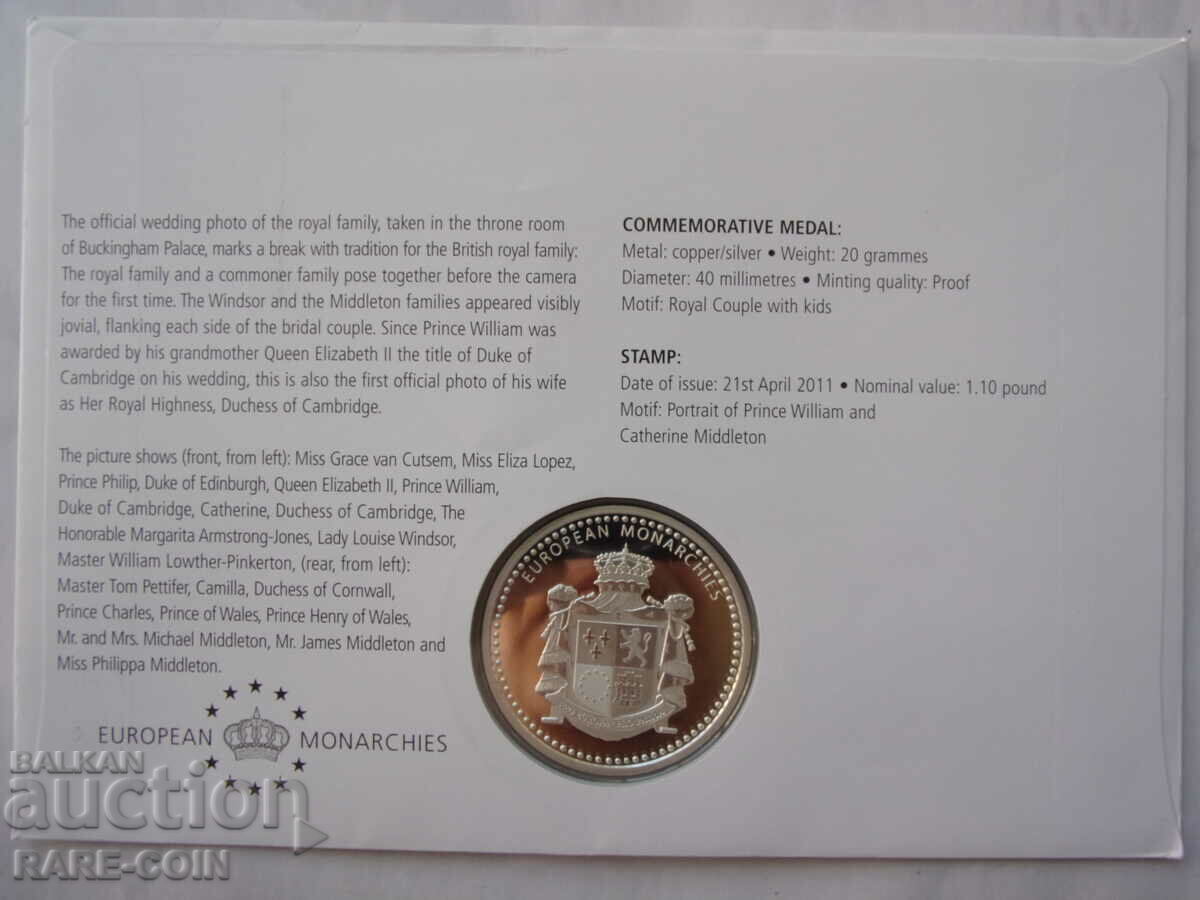 The official wedding photo of the royal family, taken in the throne room
of Buckingham Palace, marks a break with tradition for the British royal family:
The royal family and a commoner family pose together before the camera
for the first time. The Windsor and the Middleton families appeared visibly
jovial, flanking each side of the bridal couple. Since Prince William was
awarded by his grandmother Queen Elizabeth II the title of Duke of
Cambridge on his wedding, this is also the first official photo of his wife
as Her Royal Highness, Duchess of Cambridge.
The picture shows (front, from left): Miss Grace van Cutsem, Miss Eliza Lopez,
Prince Philip, Duke of Edinburgh, Queen Elizabeth II, Prince William,
Duke of Cambridge, Catherine, Duchess of Cambridge, The
Honorable Margarita Armstrong-Jones, Lady Louise Windsor,
Master William Lowther-Pinkerton, (rear, from left):
Master Tom Pettifer, Camilla, Duchess of Cornwall,
Prince Charles, Prince of Wales, Prince Henry of Wales,
Mr. and Mrs. Michael Middleton, Mr. James Middleton and
Miss Philippa Middleton.
COMMEMORATIVE MEDAL:
Metal: copper/silver • Weight: 20 grammes
Diameter: 40 millimetres • Minting quality: Proof
Motif: Royal Couple with kids
STAMP:
Date of issue: 21st April 2011 • Nominal value: 1.10 pound
Motif: Portrait of Prince William and
Catherine Middleton
EUROPEAN MONARCHIES
EUROPEAN MONARCHIES
BALKAN
auction
RARE-COIN